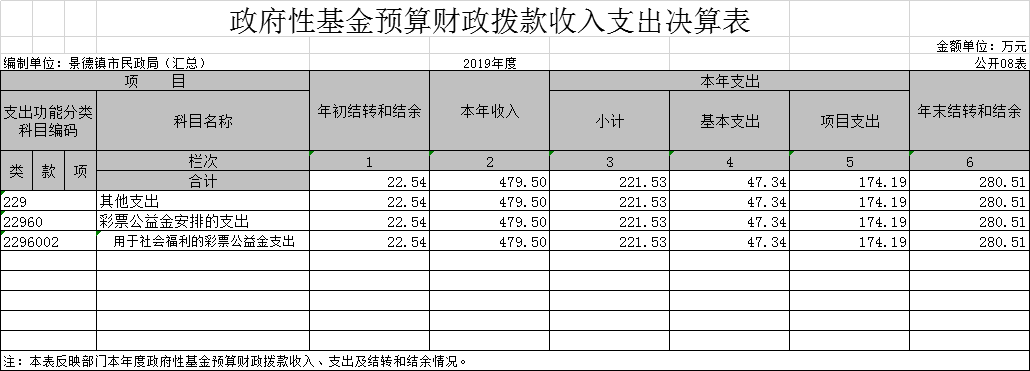 政府性基金预算财政拨款收入支出决算表
金额单位：万元
编制单位：景德镇市民政局（汇总） 2019年度 公开08表
项 目 年初结转和结余 本年收入 本年支出 年末结转和结余
支出功能分类科目编码 科目名称 小计 基本支出 项目支出
类 款 项 栏次 1 2 3 4 5 6
合计 22.54 479.50 221.53 47.34 174.19 280.51
229 其他支出 22.54 479.50 221.53 47.34 174.19 280.51
22960 彩票公益金安排的支出 22.54 479.50 221.53 47.34 174.19 280.51
2296002 用于社会福利的彩票公益金支出 22.54 479.50 221.53 47.34 174.19 280.51
注：本表反映部门本年度政府性基金预算财政拨款收入、支出及结转和结余情况。